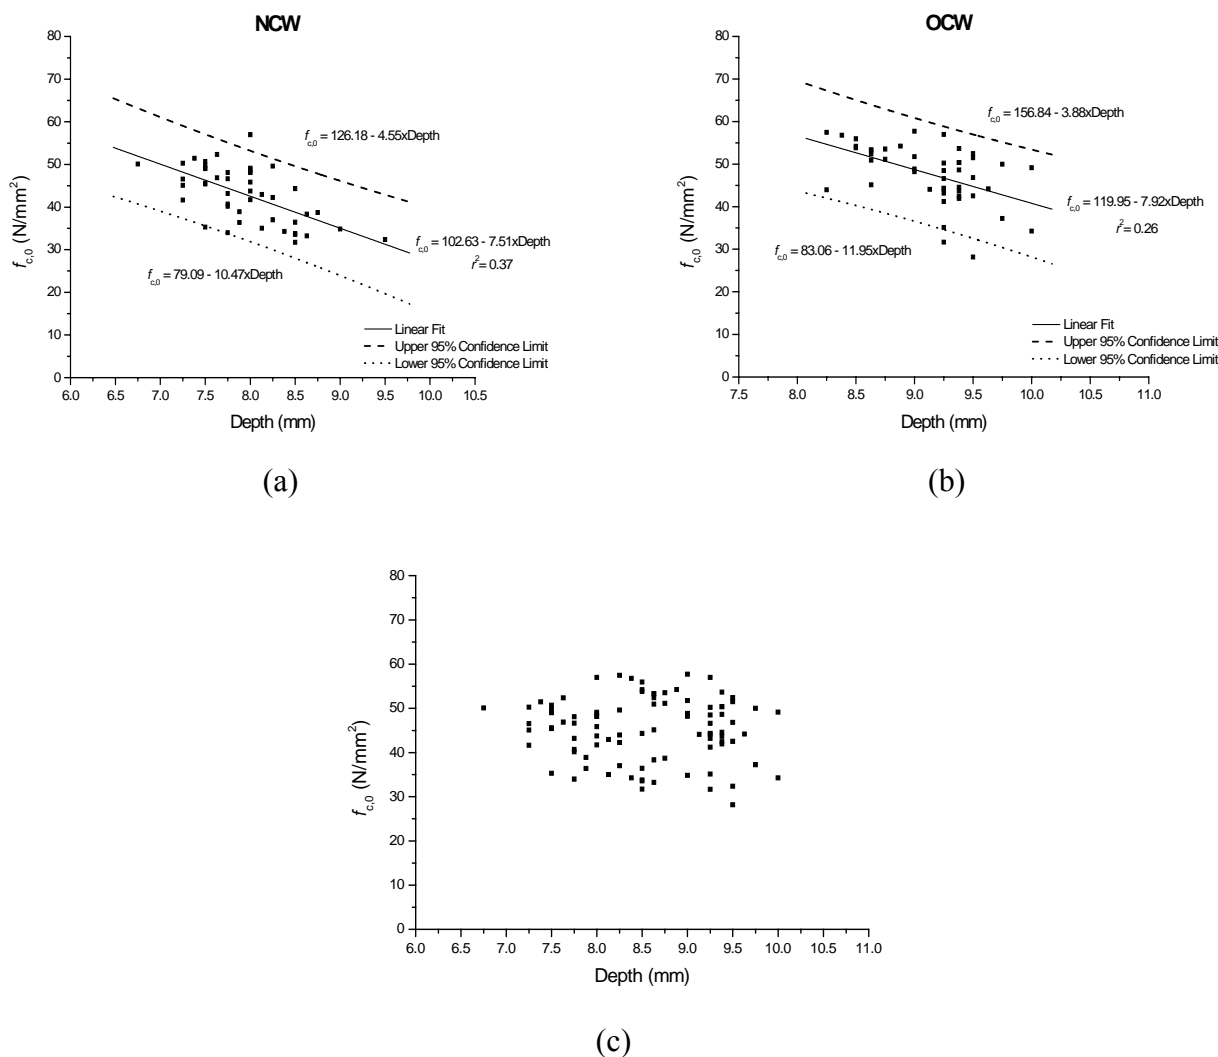 NCW
80
70
60
50
40
30
20
10
0
f_c,0 (N/mm²)
f_c,0 = 126.18 - 4.55xDepth
f_c,0 = 102.63 - 7.51xDepth
r² = 0.37
f_c,0 = 79.09 - 10.47xDepth
Linear Fit
Upper 95% Confidence Limit
Lower 95% Confidence Limit
6.0 6.5 7.0 7.5 8.0 8.5 9.0 9.5 10.0 10.5
Depth (mm)
(a)
OCW
80
70
60
50
40
30
20
10
0
f_c,0 (N/mm²)
f_c,0 = 156.84 - 3.88xDepth
f_c,0 = 119.95 - 7.92xDepth
r² = 0.26
f_c,0 = 83.06 - 11.95xDepth
Linear Fit
Upper 95% Confidence Limit
Lower 95% Confidence Limit
7.5 8.0 8.5 9.0 9.5 10.0 10.5 11.0
Depth (mm)
(b)
80
70
60
50
40
30
20
10
0
f_c,0 (N/mm²)
6.0 6.5 7.0 7.5 8.0 8.5 9.0 9.5 10.0 10.5 11.0
Depth (mm)
(c)